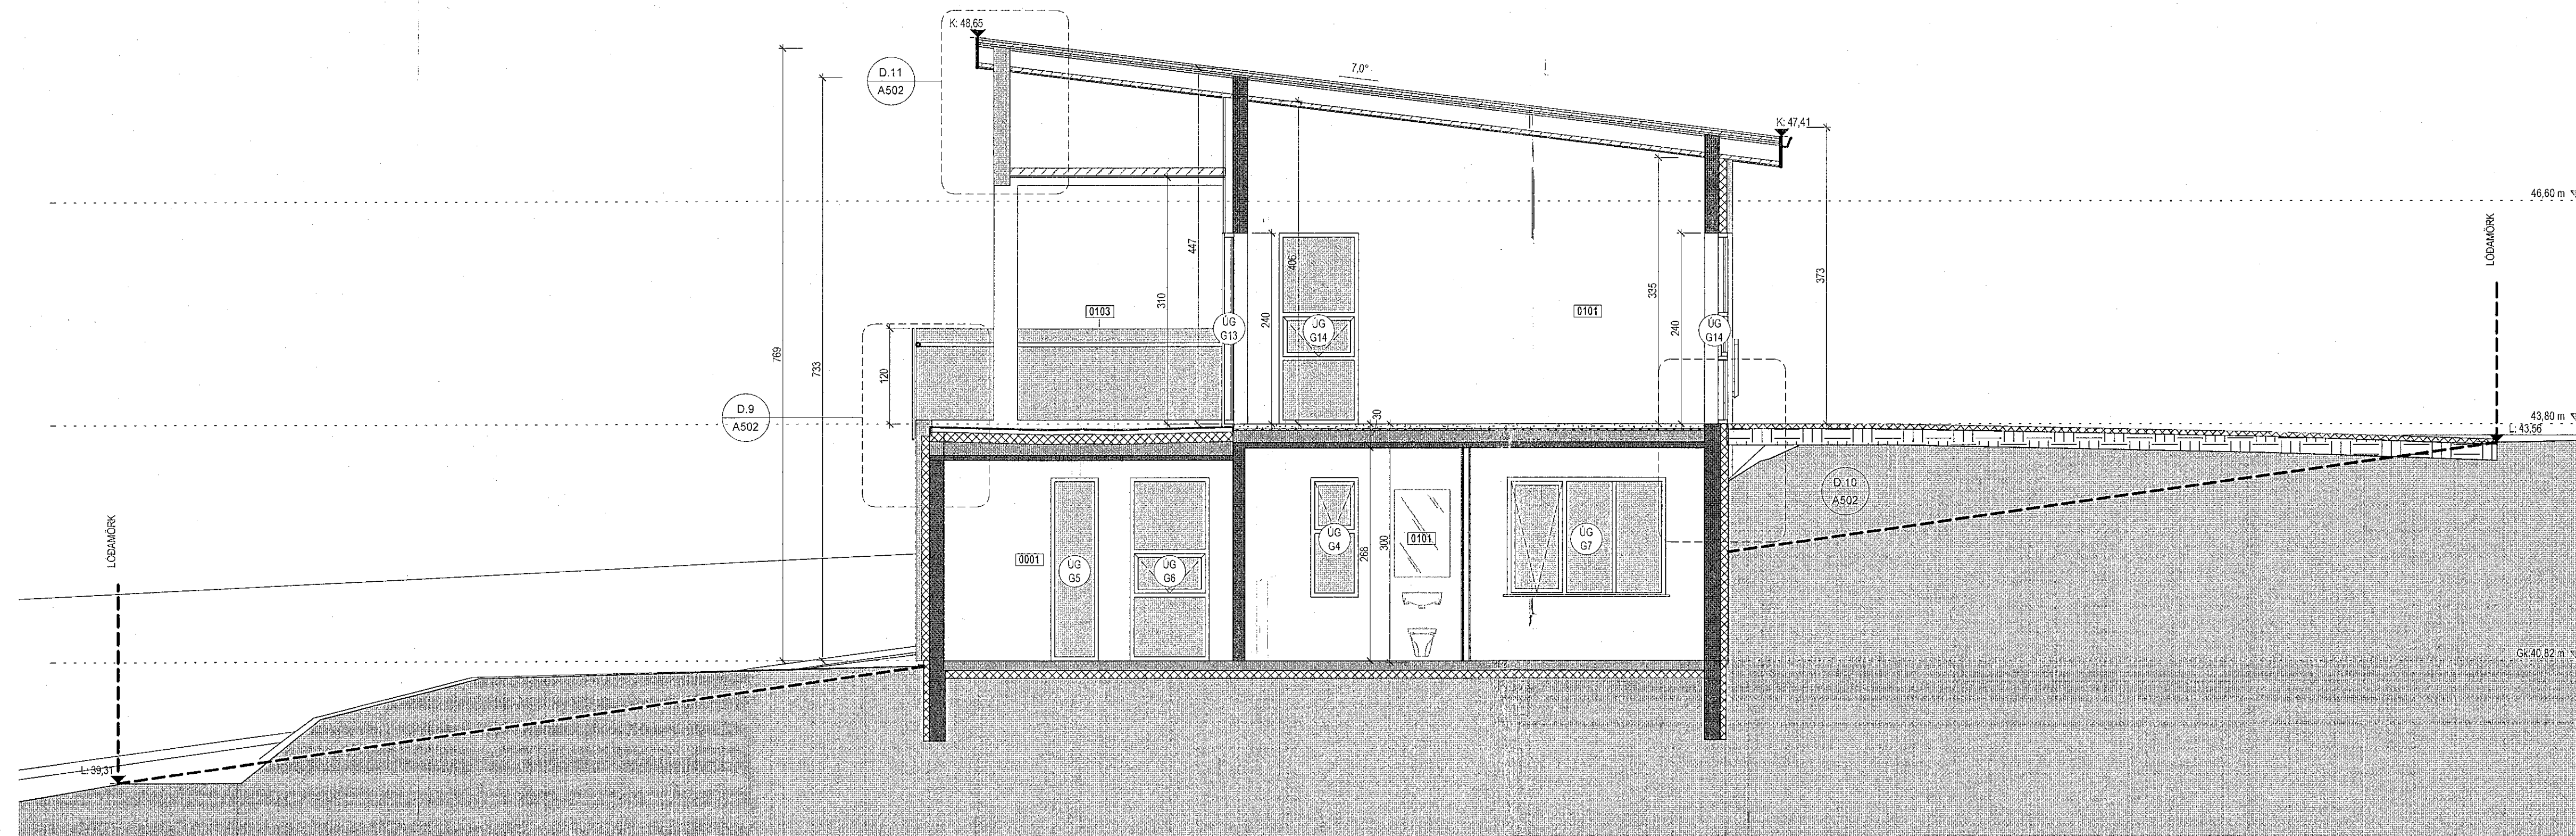 K: 48,65
D.11
A502
7,0°
K: 47,41
46,60 m
LÓÐAMÖRK
447
406
310
240
335
240
373
0103
0101
ÚG
G13
ÚG
G14
ÚG
G14
769
733
120
D.9
A502
30
43,80 m
L: 43,56
D.10
A502
LÓÐAMÖRK
0001
ÚG
G5
ÚG
G6
ÚG
G4
268
300
0101
ÚG
G7
Gk:40,82 m
L: 39,31